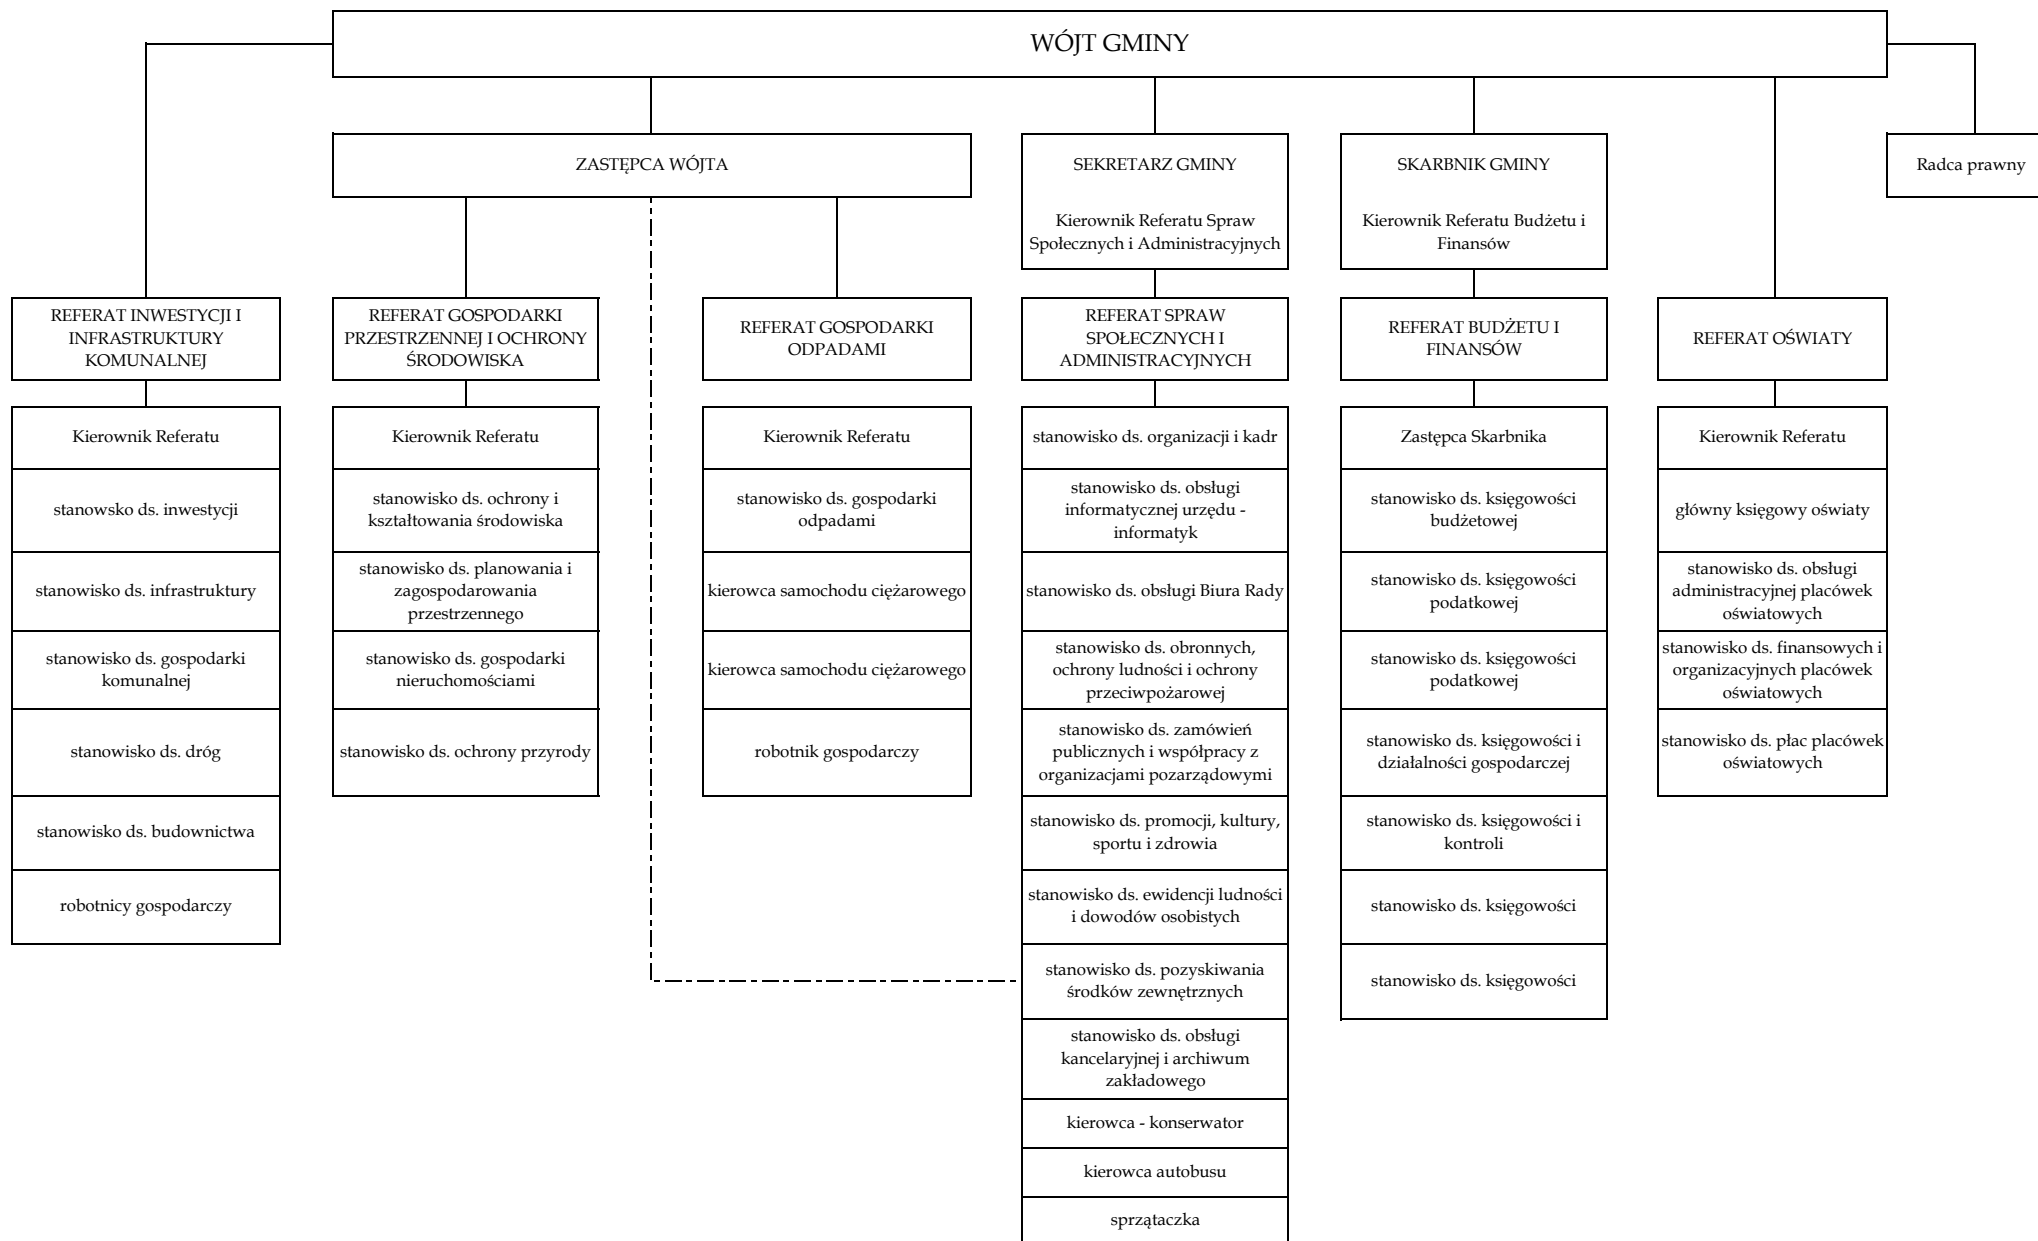 WÓJT GMINY
ZASTĘPCA WÓJTA
SEKRETARZ GMINY
Kierownik Referatu Spraw
Społecznych i Administracyjnych
SKARBNIK GMINY
Kierownik Referatu Budżetu i
Finansów
Radca prawny
REFERAT INWESTYCJI I
INFRASTRUKTURY
KOMUNALNEJ
REFERAT GOSPODARKI
PRZESTRZENNEJ I OCHRONY
ŚRODOWISKA
REFERAT GOSPODARKI
ODPADAMI
REFERAT SPRAW
SPOŁECZNYCH I
ADMINISTRACYJNYCH
REFERAT BUDŻETU I
FINANSÓW
REFERAT OŚWIATY
Kierownik Referatu
stanowsko ds. inwestycji
stanowisko ds. infrastruktury
stanowisko ds. gospodarki
komunalnej
stanowisko ds. dróg
stanowisko ds. budownictwa
robotnicy gospodarczy
Kierownik Referatu
stanowisko ds. ochrony i
kształtowania środowiska
stanowisko ds. planowania i
zagospodarowania
przestrzennego
stanowisko ds. gospodarki
nieruchomościami
stanowisko ds. ochrony przyrody
Kierownik Referatu
stanowisko ds. gospodarki
odpadami
kierowca samochodu ciężarowego
kierowca samochodu ciężarowego
robotnik gospodarczy
stanowisko ds. organizacji i kadr
stanowisko ds. obsługi
informatycznej urzędu -
informatyk
stanowisko ds. obsługi Biura Rady
stanowisko ds. obronnych,
ochrony ludności i ochrony
przeciwpożarowej
stanowisko ds. zamówień
publicznych i współpracy z
organizacjami pozarządowymi
stanowisko ds. promocji, kultury,
sportu i zdrowia
stanowisko ds. ewidencji ludności
i dowodów osobistych
stanowisko ds. pozyskiwania
środków zewnętrznych
stanowisko ds. obsługi
kancelaryjnej i archiwum
zakładowego
kierowca - konserwator
kierowca autobusu
sprzątaczka
Zastępca Skarbnika
stanowisko ds. księgowości
budżetowej
stanowisko ds. księgowości
podatkowej
stanowisko ds. księgowości
podatkowej
stanowisko ds. księgowości i
działalności gospodarczej
stanowisko ds. księgowości i
kontroli
stanowisko ds. księgowości
stanowisko ds. księgowości
Kierownik Referatu
główny księgowy oświaty
stanowisko ds. obsługi
administracyjnej placówek
oświatowych
stanowisko ds. finansowych i
organizacyjnych placówek
oświatowych
stanowisko ds. płac placówek
oświatowych